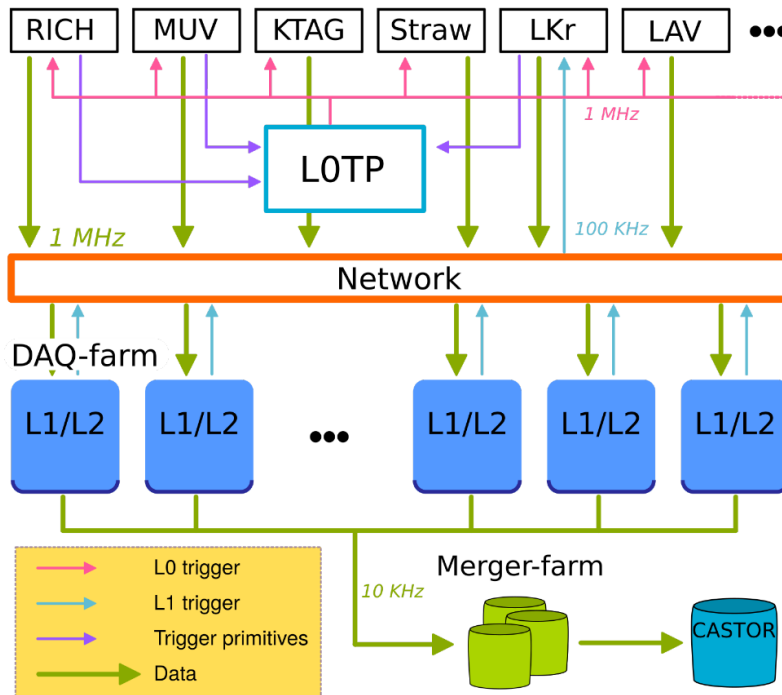 RICH MUV KTAG Straw LKr LAV •••
1 MHz
L0TP
1 MHz
100 KHz
Network
DAQ-farm
L1/L2 L1/L2 ••• L1/L2 L1/L2 L1/L2
L0 trigger
L1 trigger
Trigger primitives
Data
10 KHz
Merger-farm
CASTOR